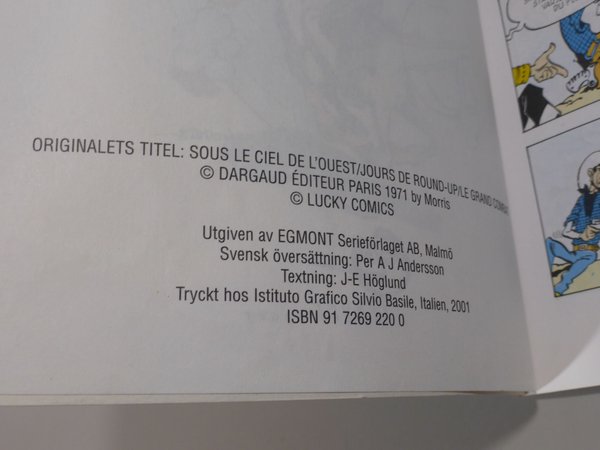 ORIGINALETS TITEL: SOUS LE CIEL DE L'OUEST/JOURS DE ROUND-UP/LE GRAND
© DARGAUD ÉDITEUR PARIS 1971 by Morris
© LUCKY COMICS
Utgiven av EGMONT Serieförlaget AB, Malmö
Svensk översättning: Per A J Andersson
Textning: J-E Höglund
Tryckt hos Istituto Grafico Silvio Basile, Italien, 2001
ISBN 91 7269 220 0